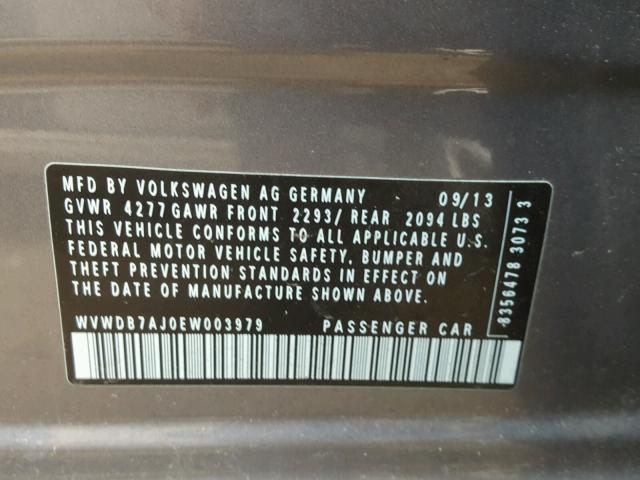 MFD BY VOLKSWAGEN AG GERMANY 09/13
GVWR 4277 GAWR FRONT 2293/ REAR 2094 LBS
THIS VEHICLE CONFORMS TO ALL APPLICABLE U.S.
FEDERAL MOTOR VEHICLE SAFETY, BUMPER AND
THEFT PREVENTION STANDARDS IN EFFECT ON
THE DATE OF MANUFACTURE SHOWN ABOVE.
WVWDB7AJ0EW003979 PASSENGER CAR
8356478 3073 3